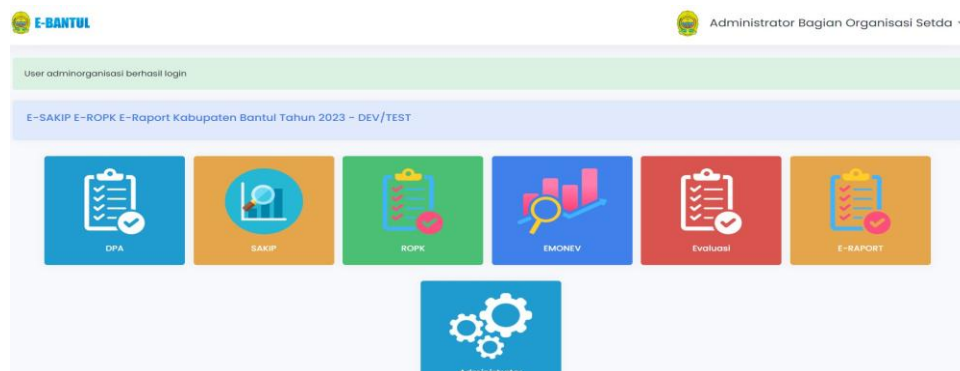 E-BANTUL
Administrator Bagian Organisasi Setda
User adminorganisasi berhasil login
E-SAKIP E-ROPK E-Raport Kabupaten Bantul Tahun 2023 - DEV/TEST
DPA
SAKIP
ROPK
EMONEV
Evaluasi
E-RAPORT